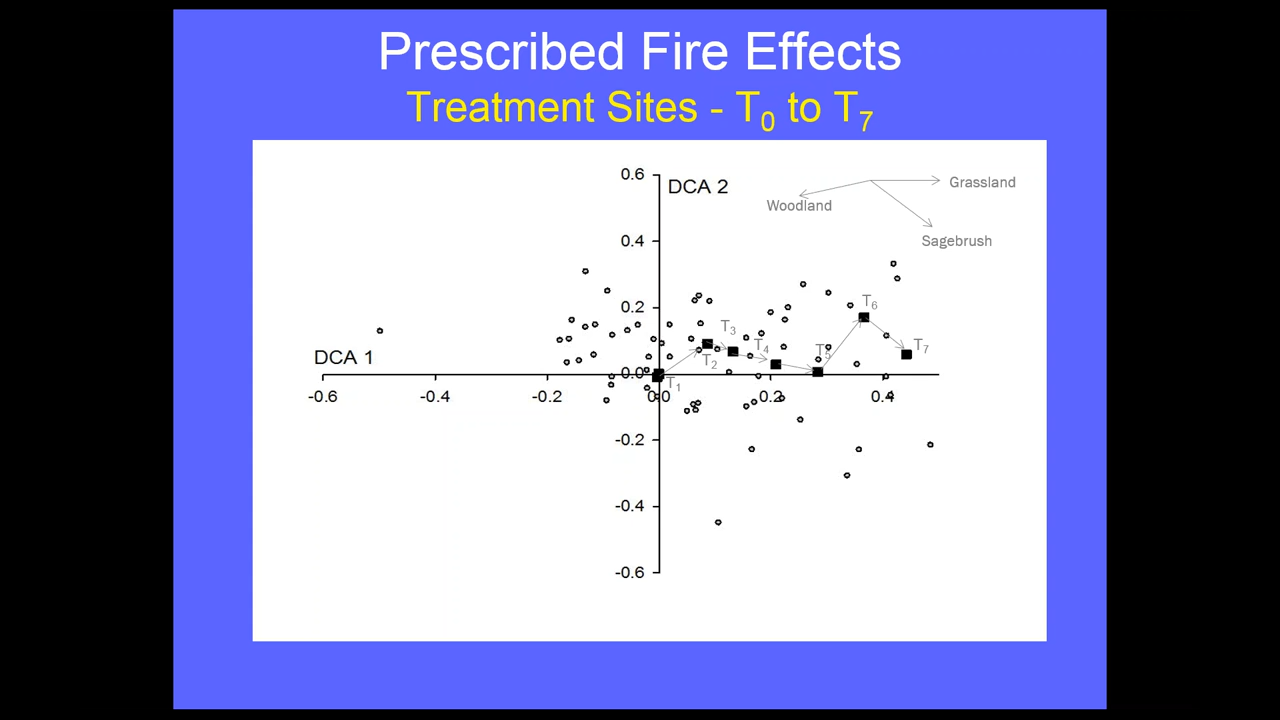 Prescribed Fire Effects
Treatment Sites - T₀ to T₇
0.6
DCA 2
Grassland
Woodland
0.4
Sagebrush
0.2
T₆
T₃
T₄
T₅
T₇
DCA 1
T₂
0.0
T₁
-0.6
-0.4
-0.2
0.0
0.2
0.4
-0.2
-0.4
-0.6